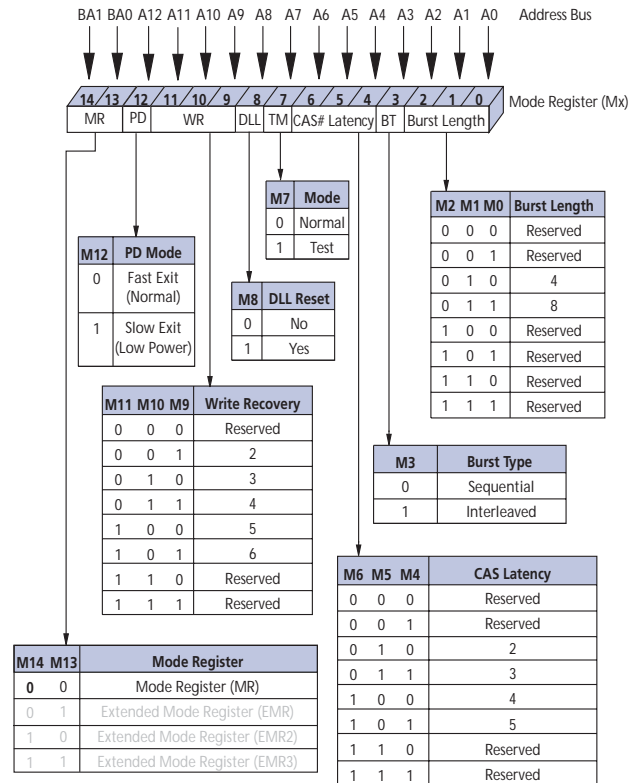 BA1 BA0 A12 A11 A10 A9 A8 A7 A6 A5 A4 A3 A2 A1 A0 Address Bus
14 13 12 11 10 9 8 7 6 5 4 3 2 1 0 Mode Register (Mx)
MR PD WR DLL TM CAS# Latency BT Burst Length
M7 Mode
0 Normal
1 Test
M2 M1 M0 Burst Length
0 0 0 Reserved
0 0 1 Reserved
0 1 0 4
0 1 1 8
1 0 0 Reserved
1 0 1 Reserved
1 1 0 Reserved
1 1 1 Reserved
M12 PD Mode
0 Fast Exit
(Normal)
1 Slow Exit
(Low Power)
M8 DLL Reset
0 No
1 Yes
M11 M10 M9 Write Recovery
0 0 0 Reserved
0 0 1 2
0 1 0 3
0 1 1 4
1 0 0 5
1 0 1 6
1 1 0 Reserved
1 1 1 Reserved
M3 Burst Type
0 Sequential
1 Interleaved
M6 M5 M4 CAS Latency
0 0 0 Reserved
0 0 1 Reserved
0 1 0 2
0 1 1 3
1 0 0 4
1 0 1 5
1 1 0 Reserved
1 1 1 Reserved
M14 M13 Mode Register
0 0 Mode Register (MR)
0 1 Extended Mode Register (EMR)
1 0 Extended Mode Register (EMR2)
1 1 Extended Mode Register (EMR3)